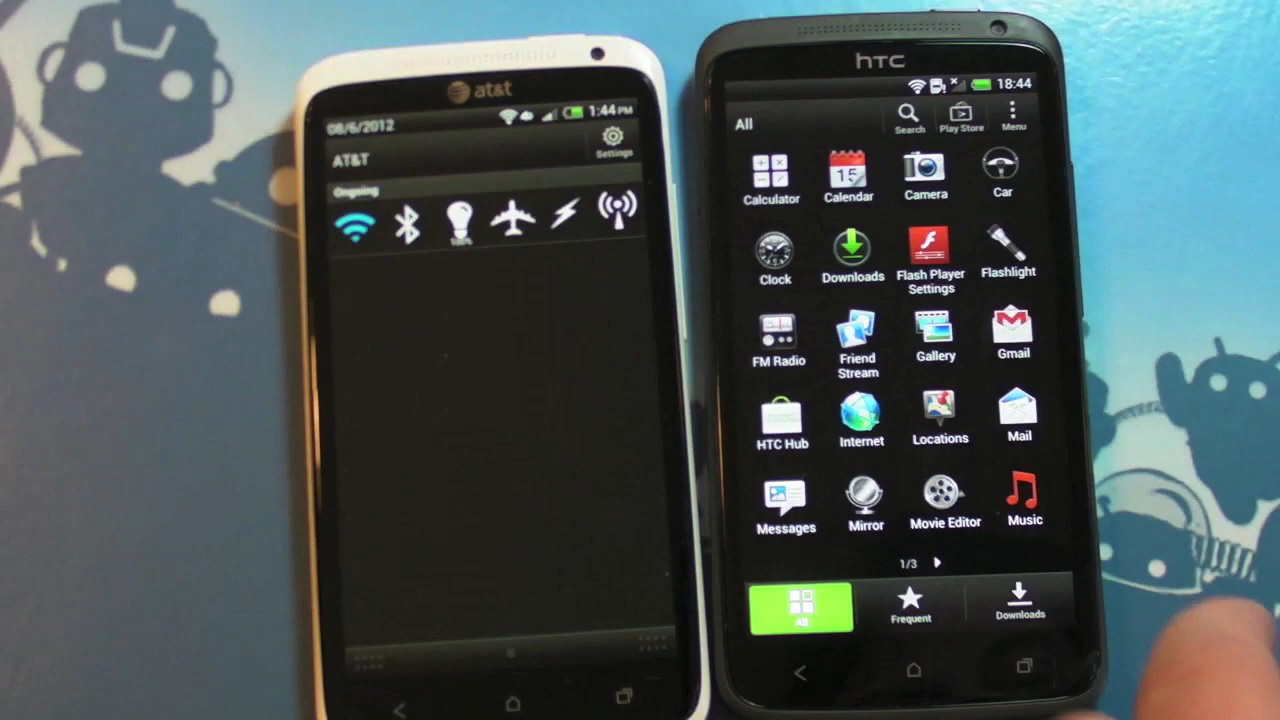 at&t
08/6/2012 1:44 PM
AT&T Settings
Ongoing
100%
hTC
18:44
All Search Play Store Menu
Calculator Calendar Camera Car
15
Clock Downloads Flash Player Settings Flashlight
FM Radio Friend Stream Gallery Gmail
HTC Hub Internet Locations Mail
Messages Mirror Movie Editor Music
1/3
All Frequent Downloads